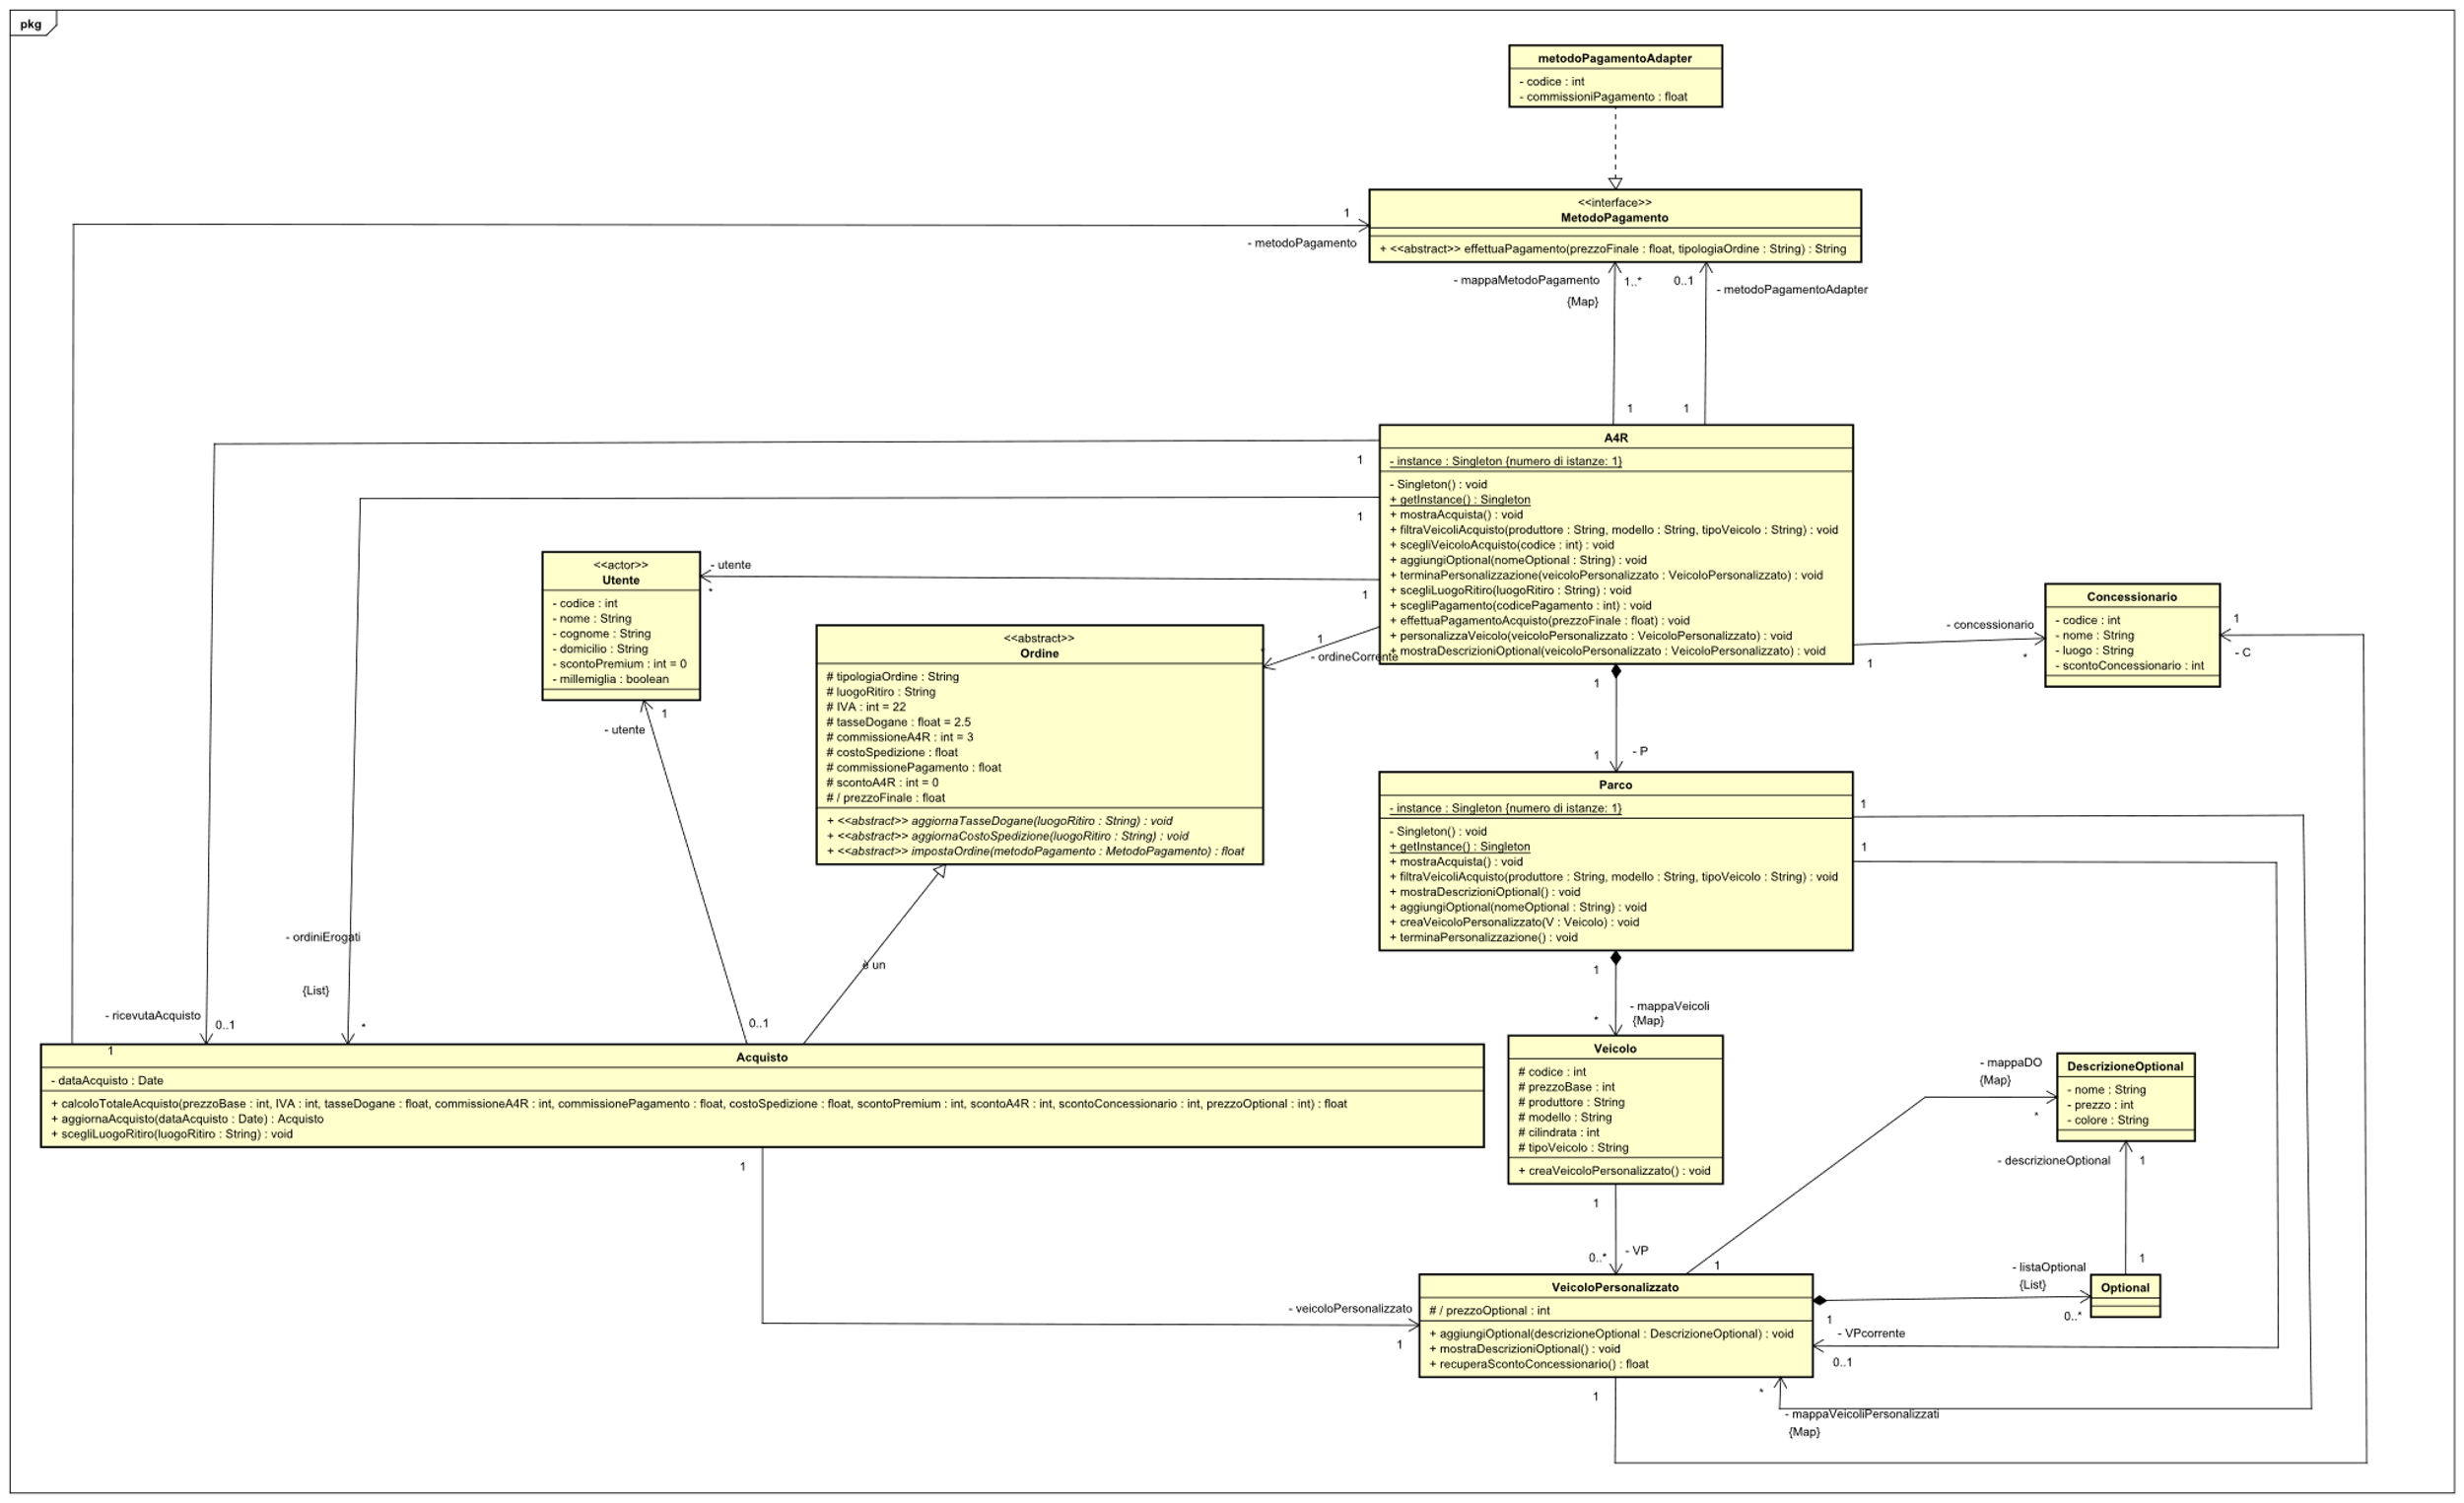 pkg
metodoPagamentoAdapter
- codice : int
- commissioniPagamento : float
<<interface>>
MetodoPagamento
+ <<abstract>> effettuaPagamento(prezzoFinale : float, tipologiaOrdine : String) : String
1
- metodoPagamento
- mappaMetodoPagamento
{Map}
1..*
0..1
- metodoPagamentoAdapter
1
1
A4R
- instance : Singleton {numero di istanze: 1}
- Singleton() : void
+ getInstance() : Singleton
+ mostraAcquista() : void
+ filtraVeicoliAcquisto(produttore : String, modello : String, tipoVeicolo : String) : void
+ scegliVeicoloAcquisto(codice : int) : void
+ aggiungiOptional(nomeOptional : String) : void
+ terminaPersonalizzazione(veicoloPersonalizzato : VeicoloPersonalizzato) : void
+ scegliLuogoRitiro(luogoRitiro : String) : void
+ scegliPagamento(codicePagamento : int) : void
+ effettuaPagamentoAcquisto(prezzoFinale : float) : void
+ personalizzaVeicolo(veicoloPersonalizzato : VeicoloPersonalizzato) : void
+ mostraDescrizioniOptional(veicoloPersonalizzato : VeicoloPersonalizzato) : void
1
1
1
- utente
*
<<actor>>
Utente
- codice : int
- nome : String
- cognome : String
- domicilio : String
- scontoPremium : int = 0
- millemiglia : boolean
1
- utente
1
- ordineCorrente
*
<<abstract>>
Ordine
# tipologiaOrdine : String
# luogoRitiro : String
# IVA : int = 22
# tasseDogane : float = 2.5
# commissioneA4R : int = 3
# costoSpedizione : float
# commissionePagamento : float
# scontoA4R : int = 0
# / prezzoFinale : float
+ <<abstract>> aggiornaTasseDogane(luogoRitiro : String) : void
+ <<abstract>> aggiornaCostoSpedizione(luogoRitiro : String) : void
+ <<abstract>> impostaOrdine(metodoPagamento : MetodoPagamento) : float
- concessionario
1
*
Concessionario
- codice : int
- nome : String
- luogo : String
- scontoConcessionario : int
1
- C
1
1
- P
Parco
- instance : Singleton {numero di istanze: 1}
- Singleton() : void
+ getInstance() : Singleton
+ mostraAcquista() : void
+ filtraVeicoliAcquisto(produttore : String, modello : String, tipoVeicolo : String) : void
+ mostraDescrizioniOptional() : void
+ aggiungiOptional(nomeOptional : String) : void
+ creaVeicoloPersonalizzato(V : Veicolo) : void
+ terminaPersonalizzazione() : void
1
1
- ordiniErogati
{List}
è un
1
- mappaVeicoli
{Map}
*
- ricevutaAcquisto
0..1
*
0..1
1
Acquisto
- dataAcquisto : Date
+ calcoloTotaleAcquisto(prezzoBase : int, IVA : int, tasseDogane : float, commissioneA4R : int, commissionePagamento : float, costoSpedizione : float, scontoPremium : int, scontoA4R : int, scontoConcessionario : int, prezzoOptional : int) : float
+ aggiornaAcquisto(dataAcquisto : Date) : Acquisto
+ scegliLuogoRitiro(luogoRitiro : String) : void
1
Veicolo
# codice : int
# prezzoBase : int
# produttore : String
# modello : String
# cilindrata : int
# tipoVeicolo : String
+ creaVeicoloPersonalizzato() : void
1
0..*
- VP
- mappaDO
{Map}
*
DescrizioneOptional
- nome : String
- prezzo : int
- colore : String
- descrizioneOptional
1
1
1
- listaOptional
{List}
0..*
Optional
- veicoloPersonalizzato
1
VeicoloPersonalizzato
# / prezzoOptional : int
+ aggiungiOptional(descrizioneOptional : DescrizioneOptional) : void
+ mostraDescrizioniOptional() : void
+ recuperaScontoConcessionario() : float
1
- VPcorrente
0..1
1
*
- mappaVeicoliPersonalizzati
{Map}